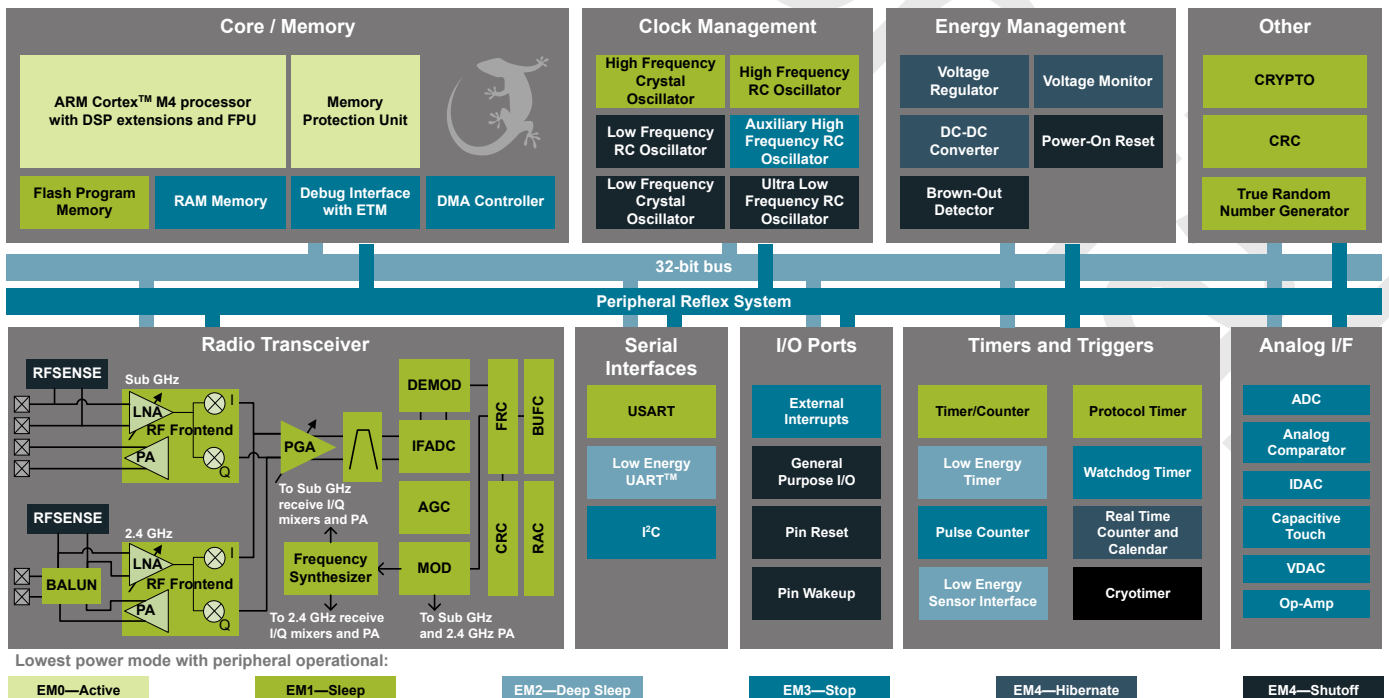 Core / Memory
ARM Cortex™ M4 processor
with DSP extensions and FPU
Memory
Protection Unit
Flash Program
Memory
RAM Memory
Debug Interface
with ETM
DMA Controller
Clock Management
High Frequency
Crystal
Oscillator
High Frequency
RC Oscillator
Low Frequency
RC Oscillator
Auxiliary High
Frequency RC
Oscillator
Low Frequency
Crystal
Oscillator
Ultra Low
Frequency RC
Oscillator
Energy Management
Voltage
Regulator
Voltage Monitor
DC-DC
Converter
Power-On Reset
Brown-Out
Detector
Other
CRYPTO
CRC
True Random
Number Generator
32-bit bus
Peripheral Reflex System
Radio Transceiver
RFSENSE
Sub GHz
LNA
RF Frontend
PA
I
Q
RFSENSE
2.4 GHz
BALUN
LNA
RF Frontend
PA
I
Q
PGA
To Sub GHz
receive I/Q
mixers and PA
Frequency
Synthesizer
To 2.4 GHz receive
I/Q mixers and PA
DEMOD
IFADC
AGC
MOD
To Sub GHz
and 2.4 GHz PA
FRC
BUFC
CRC
RAC
Serial
Interfaces
USART
Low Energy
UART™
I²C
I/O Ports
External
Interrupts
General
Purpose I/O
Pin Reset
Pin Wakeup
Timers and Triggers
Timer/Counter
Protocol Timer
Low Energy
Timer
Watchdog Timer
Pulse Counter
Real Time
Counter and
Calendar
Low Energy
Sensor Interface
Cryotimer
Analog I/F
ADC
Analog
Comparator
IDAC
Capacitive
Touch
VDAC
Op-Amp
Lowest power mode with peripheral operational:
EM0—Active
EM1—Sleep
EM2—Deep Sleep
EM3—Stop
EM4—Hibernate
EM4—Shutoff